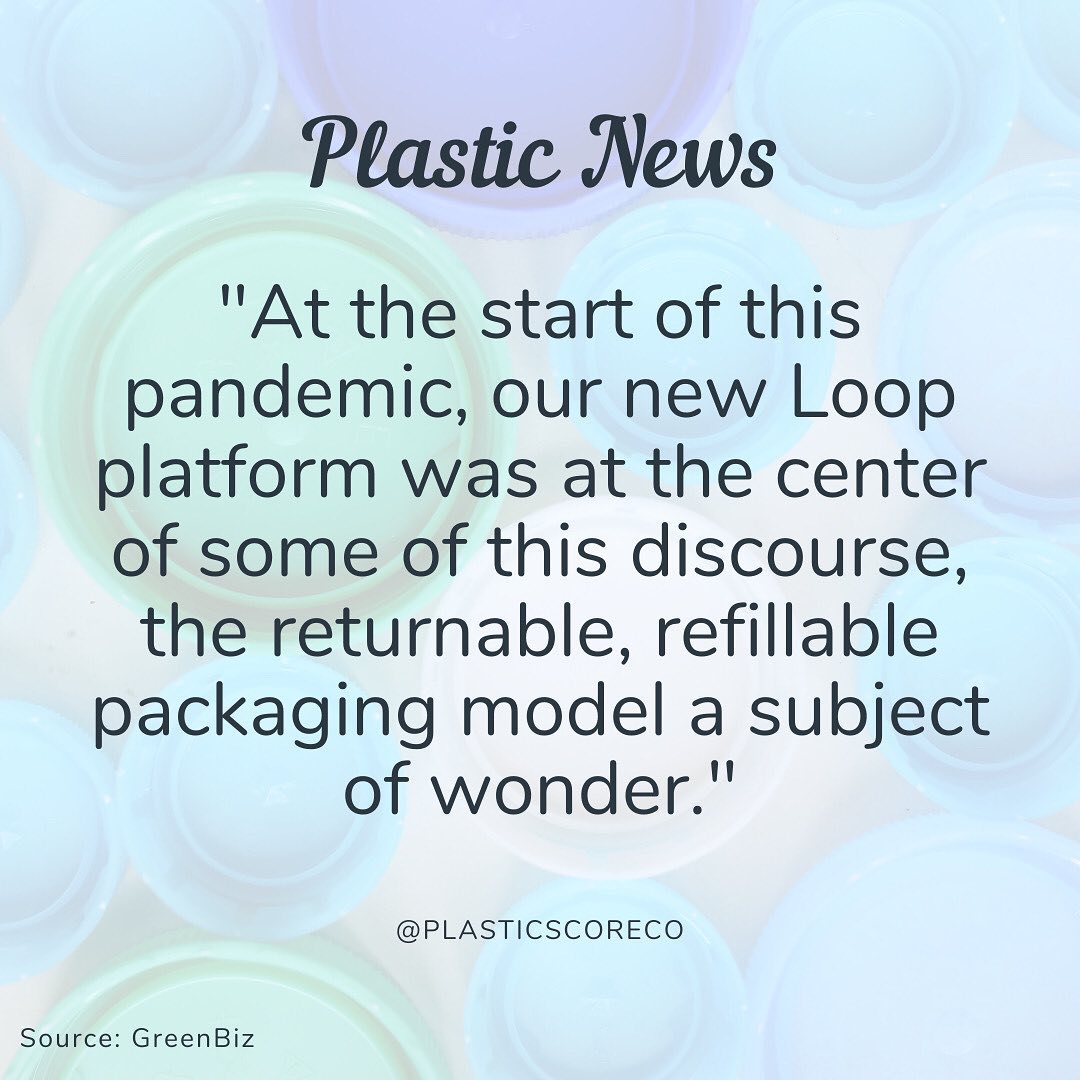 Plastic News
"At the start of this
pandemic, our new Loop
platform was at the center
of some of this discourse,
the returnable, refillable
packaging model a subject
of wonder."
@PLASTICSCORECO
Source: GreenBiz